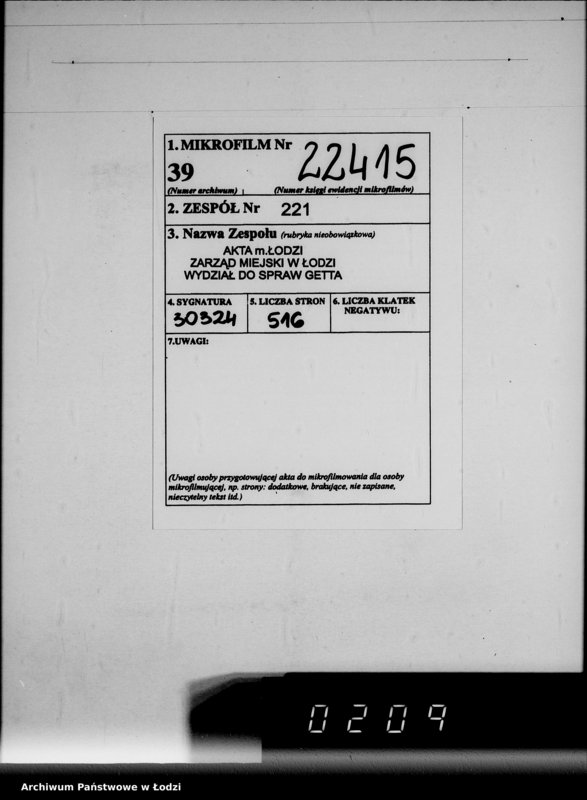 1. MIKROFILM Nr 22415
39
(Numer archiwum) (Numer księgi ewidencji mikrofilmów)
2. ZESPÓŁ Nr 221
3. Nazwa Zespołu (rubryka nieobowiązkowa)
AKTA m.ŁODZI
ZARZĄD MIEJSKI W ŁODZI
WYDZIAŁ DO SPRAW GETTA
4. SYGNATURA 5. LICZBA STRON 6. LICZBA KLATEK
NEGATYWU:
30324 516
7.UWAGI:
(Uwagi osoby przygotowującej akta do mikrofilmowania dla osoby
mikrofilmującej, np. strony: dodatkowe, brakujące, nie zapisane,
nieczytelny tekst itd.)
0209
Archiwum Państwowe w Łodzi